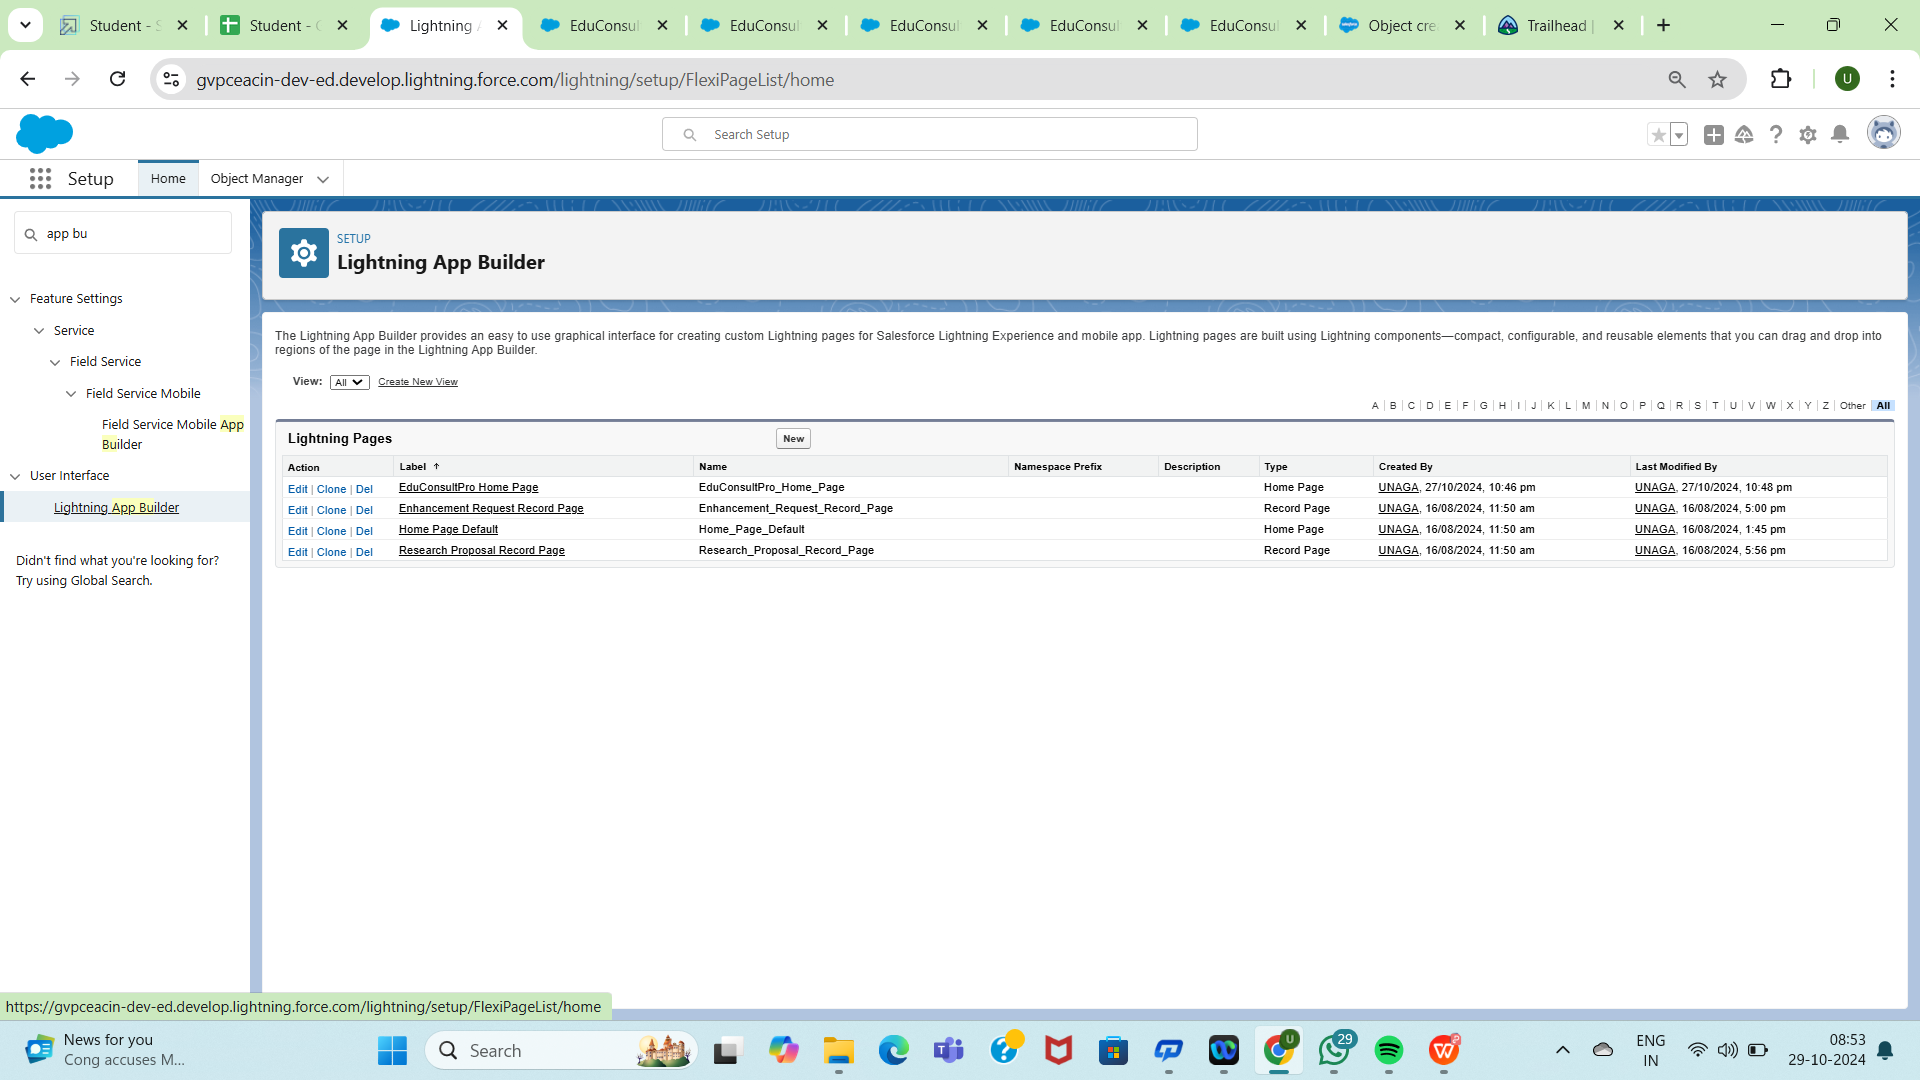 Student - S
Student - C
Lightning A
EduConsul
EduConsul
EduConsul
EduConsul
EduConsul
Object cre
Trailhead |
gvpceacin-dev-ed.develop.lightning.force.com/lightning/setup/FlexiPageList/home
U
Search Setup
Setup
Home
Object Manager
app bu
Feature Settings
Service
Field Service
Field Service Mobile
Field Service Mobile App
Builder
User Interface
Lightning App Builder
Didn't find what you're looking for?
Try using Global Search.
SETUP
Lightning App Builder
The Lightning App Builder provides an easy to use graphical interface for creating custom Lightning pages for Salesforce Lightning Experience and mobile app. Lightning pages are built using Lightning components—compact, configurable, and reusable elements that you can drag and drop into
regions of the page in the Lightning App Builder.
View: All Create New View
A | B | C | D | E | F | G | H | I | J | K | L | M | N | O | P | Q | R | S | T | U | V | W | X | Y | Z | Other | All
Lightning Pages New
Action Label ↑ Name Namespace Prefix Description Type Created By Last Modified By
Edit | Clone | Del EduConsultPro Home Page EduConsultPro_Home_Page Home Page UNAGA, 27/10/2024, 10:46 pm UNAGA, 27/10/2024, 10:48 pm
Edit | Clone | Del Enhancement Request Record Page Enhancement_Request_Record_Page Record Page UNAGA, 16/08/2024, 11:50 am UNAGA, 16/08/2024, 5:00 pm
Edit | Clone | Del Home Page Default Home_Page_Default Home Page UNAGA, 16/08/2024, 11:50 am UNAGA, 16/08/2024, 1:45 pm
Edit | Clone | Del Research Proposal Record Page Research_Proposal_Record_Page Record Page UNAGA, 16/08/2024, 11:50 am UNAGA, 16/08/2024, 5:56 pm
https://gvpceacin-dev-ed.develop.lightning.force.com/lightning/setup/FlexiPageList/home
News for you
Cong accuses M...
Search
U
29
ENG
IN
08:53
29-10-2024